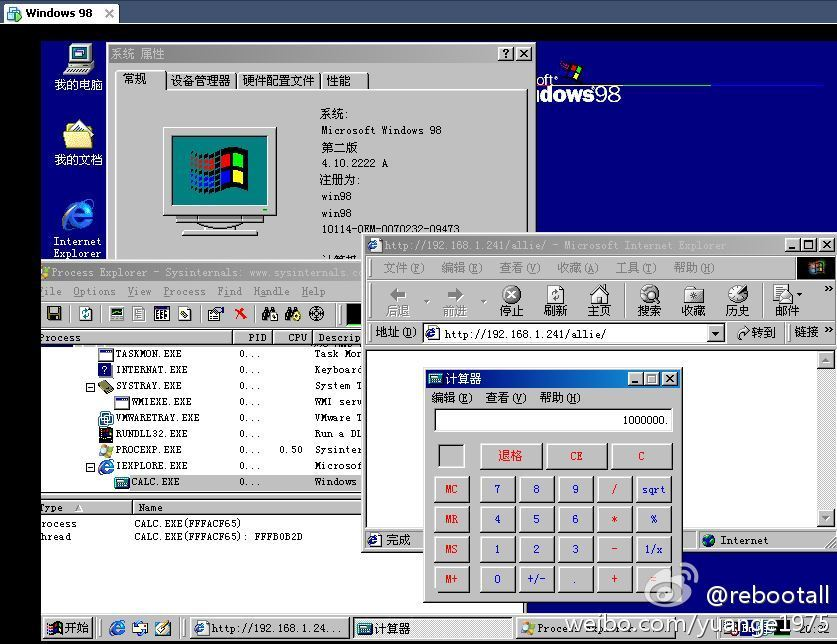 Windows 98
系统 属性
我的电脑
我的文档
Internet
Explorer
常规
设备管理器
硬件配置文件
性能
系统:
Microsoft Windows 98
第二版
4.10.2222 A
注册为:
win98
win98
10114-OEM-0070232-09473
oft
dows 98
Process Explorer - Sysinternals: www.sysinternals.co
ile Options View Process Find Handle Help
Process PID CPU Descrip
TASKMON.EXE 0... Task Mon
INTERNAT.EXE 0... Keyboard
SYSTRAY.EXE 0... System T
WMIEXE.EXE 0... WMI serv
VMWARETRAY.EXE 0... VMware T
RUNDLL32.EXE 0... Run a DL
PROCEXP.EXE 0... 0.50 Sysinter
IEXPLORE.EXE 0... Microsof
CALC.EXE 0... Windows
ype Name
rocess CALC.EXE(FFFACF65)
hread CALC.EXE(FFFACF65): FFFB0B2D
http://192.168.1.241/allie/ - Microsoft Internet Explorer
文件(F) 编辑(E) 查看(V) 收藏(A) 工具(T) 帮助(H)
后退 前进 停止 刷新 主页 搜索 收藏 历史 邮件
地址(D) http://192.168.1.241/allie/ 转到 链接
计算器
编辑(E) 查看(V) 帮助(H)
1000000.
退格 CE C
MC 7 8 9 / sqrt
MR 4 5 6 * %
MS 1 2 3 - 1/x
M+ 0 +/- . + =
完成
Internet
开始
http://192.168.1.24...
计算器
Process Explorer
@rebootall
weibo.com/yuange1975